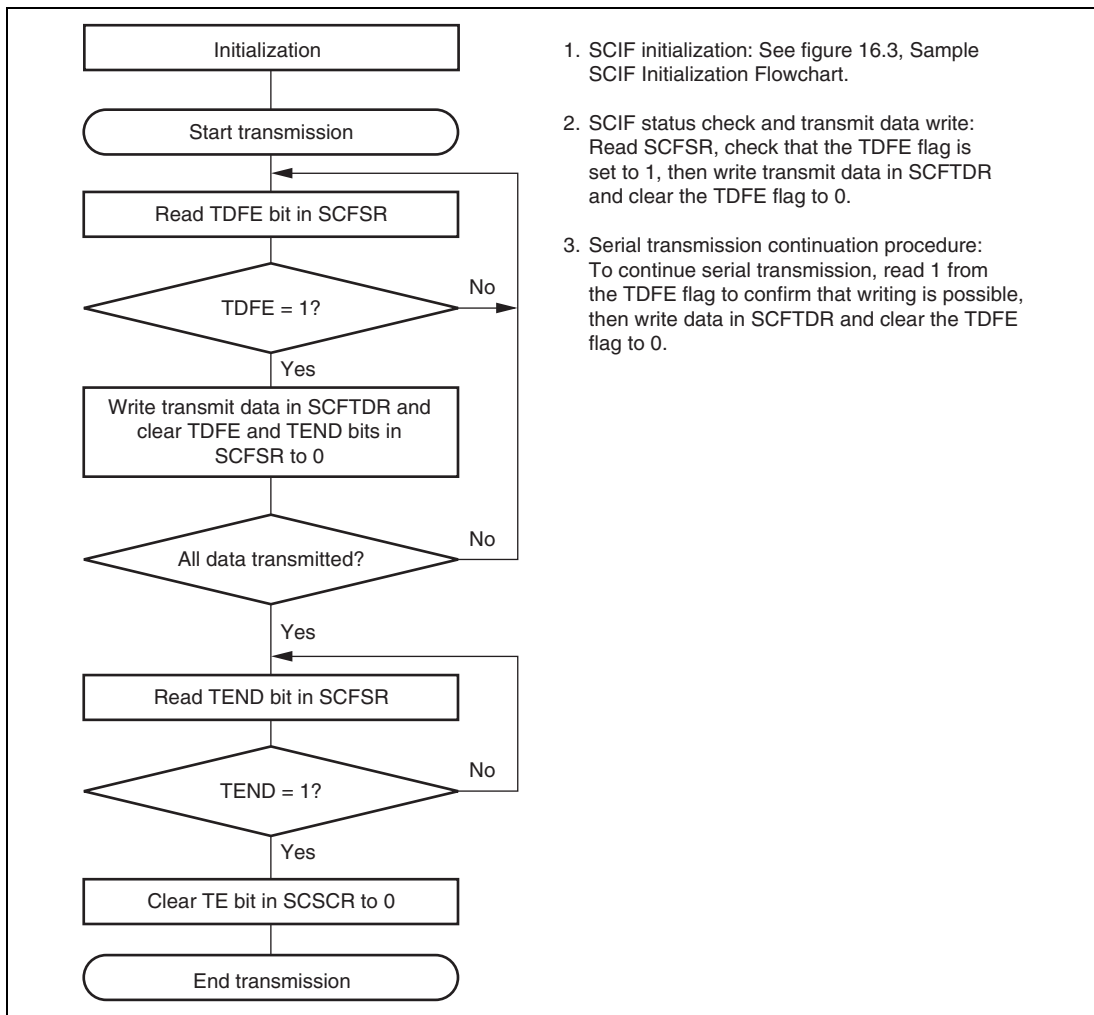 Initialization
Start transmission
Read TDFE bit in SCFSR
TDFE = 1?
No
Yes
Write transmit data in SCFTDR and
clear TDFE and TEND bits in
SCFSR to 0
All data transmitted?
No
Yes
Read TEND bit in SCFSR
TEND = 1?
No
Yes
Clear TE bit in SCSCR to 0
End transmission
1. SCIF initialization: See figure 16.3, Sample
SCIF Initialization Flowchart.
2. SCIF status check and transmit data write:
Read SCFSR, check that the TDFE flag is
set to 1, then write transmit data in SCFTDR
and clear the TDFE flag to 0.
3. Serial transmission continuation procedure:
To continue serial transmission, read 1 from
the TDFE flag to confirm that writing is possible,
then write data in SCFTDR and clear the TDFE
flag to 0.